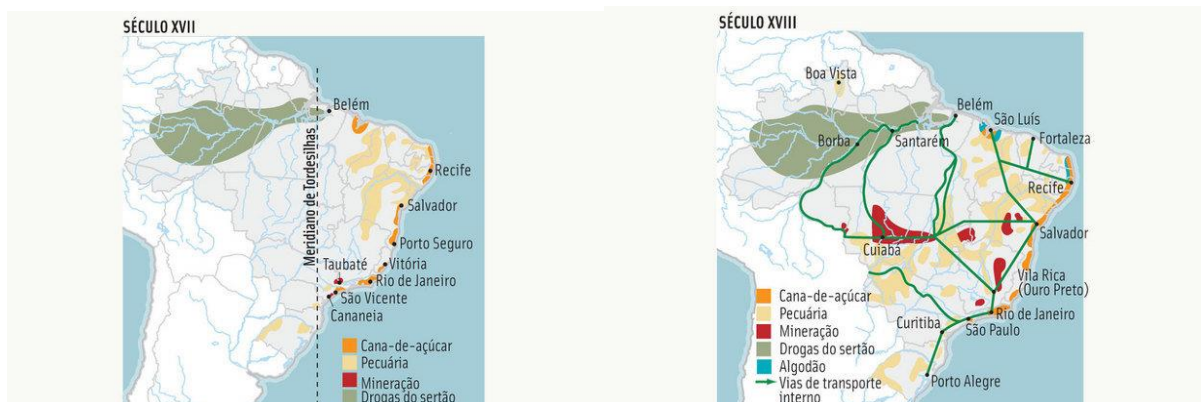 SÉCULO XVII
Belém
Meridiano de Tordesilhas
Recife
Salvador
Porto Seguro
Vitória
Taubaté
Rio de Janeiro
São Vicente
Cananeia
Cana-de-açúcar
Pecuária
Mineração
Drogas do sertão
SÉCULO XVIII
Boa Vista
Belém
São Luís
Fortaleza
Borba
Santarém
Recife
Salvador
Cuiabá
Vila Rica
(Ouro Preto)
Rio de Janeiro
São Paulo
Curitiba
Porto Alegre
Cana-de-açúcar
Pecuária
Mineração
Drogas do sertão
Algodão
Vias de transporte
interno